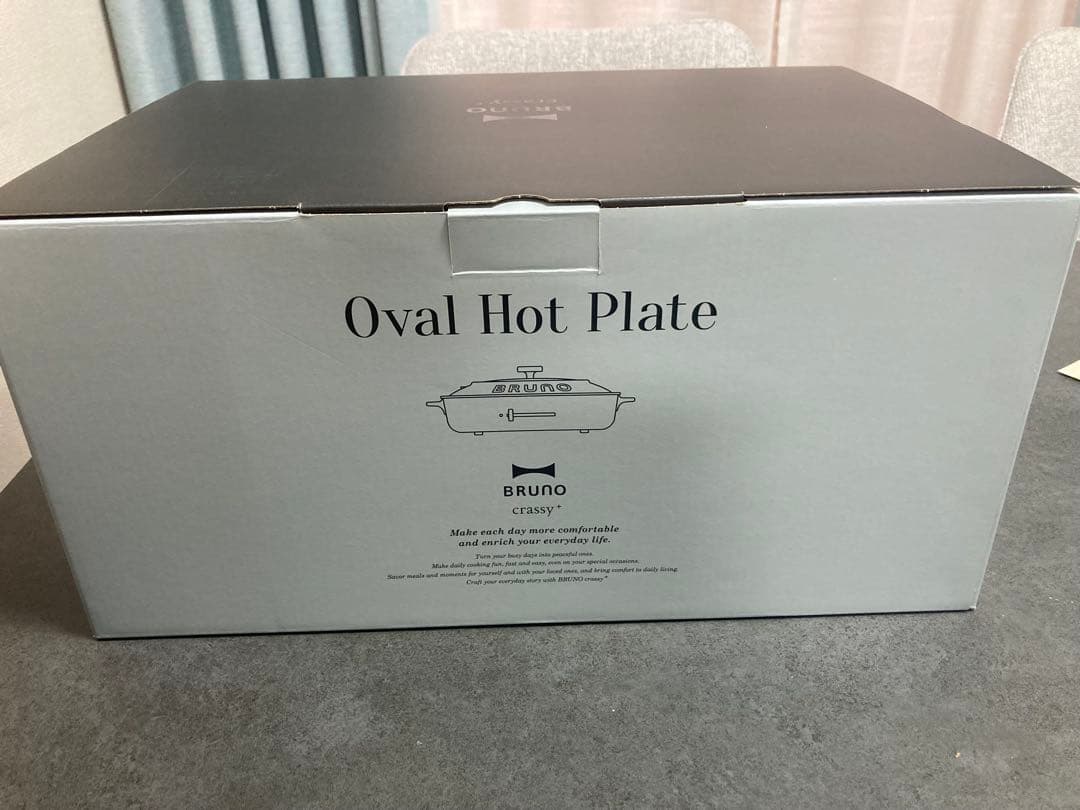 BRUNO
crassy+
Oval Hot Plate
BRUNO
BRUNO
crassy+
Make each day more comfortable
and enrich your everyday life.
Turn your busy days into peaceful ones.
Make daily cooking fun, fast and easy, even on your special occasions.
Savor meals and moments for yourself and with your loved ones, and bring comfort to daily living.
Craft your everyday story with BRUNO crassy+